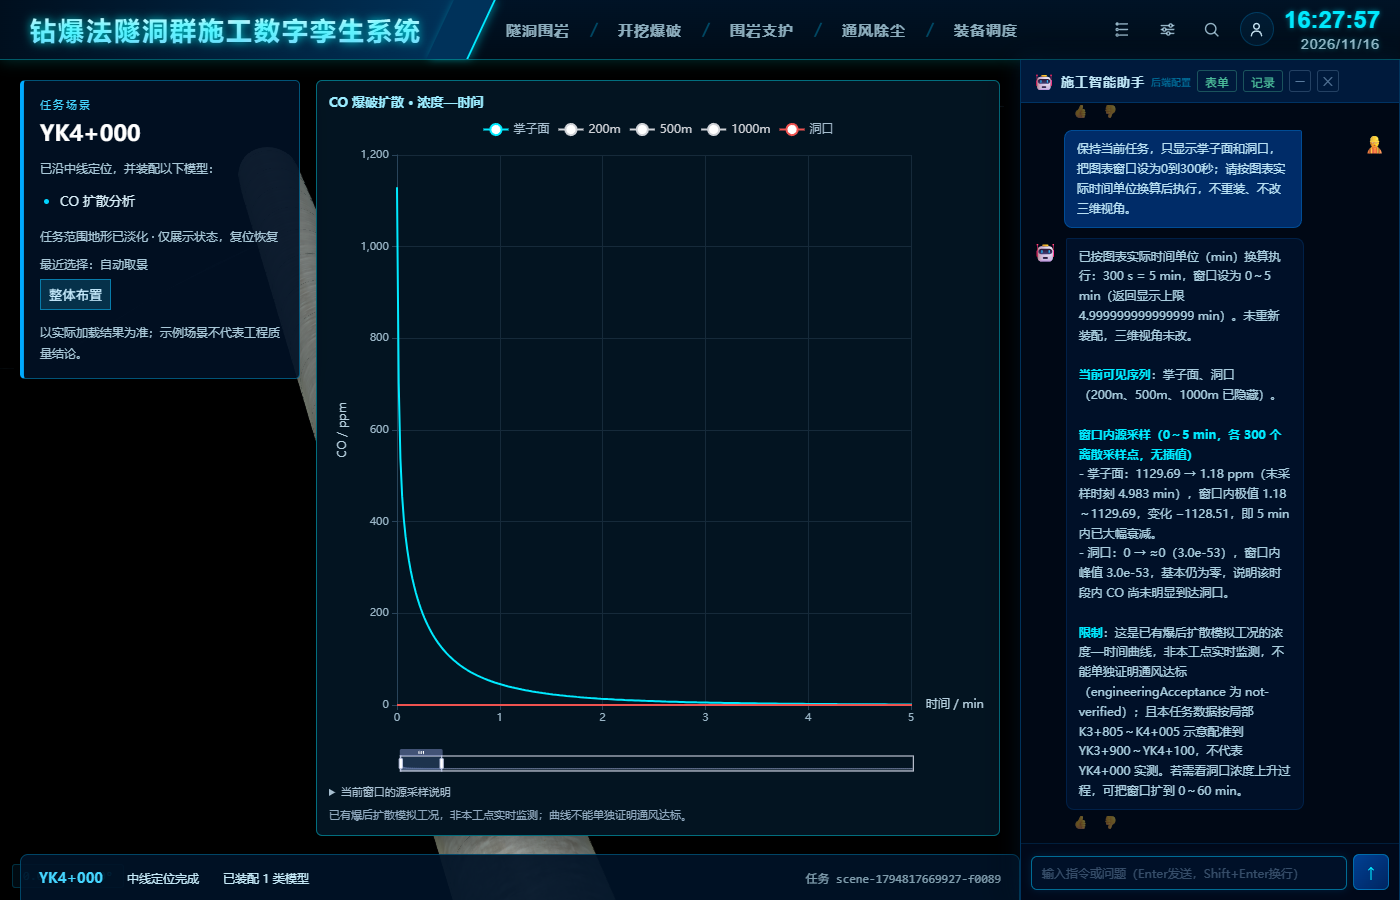 钻爆法隧洞群施工数字孪生系统
隧洞围岩 / 开挖爆破 / 围岩支护 / 通风除尘 / 装备调度
16:27:57
2026/11/16
任务场景
YK4+000
已沿中线定位，并装配以下模型：
• CO 扩散分析
任务范围地形已淡化 · 仅展示状态，复位恢复
最近选择：自动取景
整体布置
以实际加载结果为准；示例场景不代表工程质
量结论。
CO 爆破扩散 • 浓度—时间
掌子面 200m 500m 1000m 洞口
1,200
1,000
800
600
400
200
0
CO / ppm
0 1 2 3 4 5
时间 / min
▶ 当前窗口的源采样说明
已有爆后扩散模拟工况，非本工点实时监测；曲线不能单独证明通风达标。
施工智能助手 后端配置 表单 记录
保持当前任务，只显示掌子面和洞口，
把图表窗口设为0到300秒；请按图表实
际时间单位换算后执行，不重装、不改
三维视角。
已按图表实际时间单位（min）换算执
行：300 s = 5 min，窗口设为 0～5
min（返回显示上限
4.999999999999999 min）。未重新
装配，三维视角未改。
当前可见序列：掌子面、洞口
（200m、500m、1000m 已隐藏）。
窗口内源采样（0～5 min，各 300 个
离散采样点，无插值）
- 掌子面：1129.69 → 1.18 ppm（末采
样时刻 4.983 min），窗口内极值 1.18
～1129.69，变化 −1128.51，即 5 min
内已大幅衰减。
- 洞口：0 → ≈0（3.0e-53），窗口内
峰值 3.0e-53，基本仍为零，说明该时
段内 CO 尚未明显到达洞口。
限制：这是已有爆后扩散模拟工况的浓
度—时间曲线，非本工点实时监测，不
能单独证明通风达标
（engineeringAcceptance 为 not-
verified）；且本任务数据按局部
K3+805～K4+005 示意配准到
YK3+900～YK4+100，不代表
YK4+000 实测。若需看洞口浓度上升过
程，可把窗口扩到 0～60 min。
输入指令或问题（Enter发送，Shift+Enter换行）
↑
YK4+000 中线定位完成 已装配 1 类模型
任务 scene-1794817669927-f0089